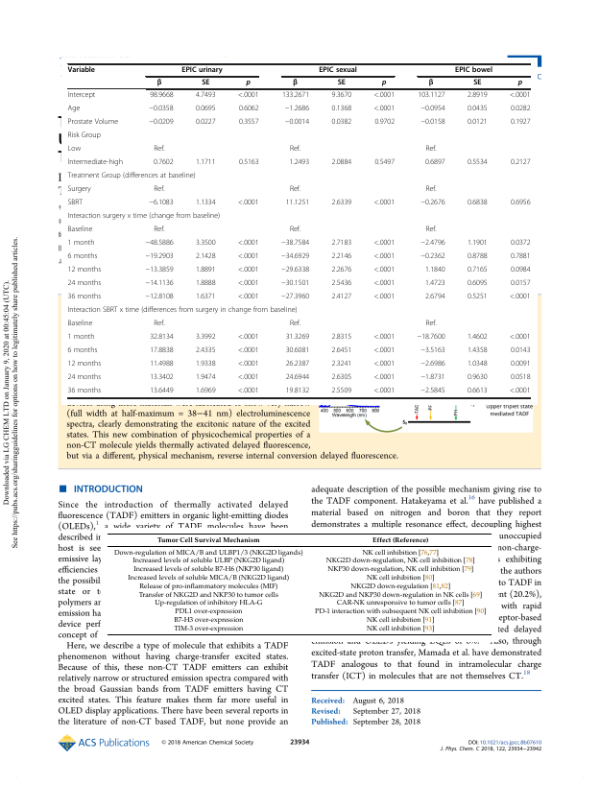 Downloaded via LG CHEM LTD on January 9, 2020 at 00:45:04 (UTC).
See https://pubs.acs.org/sharingguidelines for options on how to legitimately share published articles.
Variable EPIC urinary EPIC sexual EPIC bowel
β SE p β SE p β SE p
Intercept 98.9668 4.7493 <.0001 133.2671 9.3670 <.0001 103.1127 2.8919 <.0001
Age −0.0358 0.0695 0.6062 −1.2686 0.1368 <.0001 −0.0954 0.0435 0.0282
Prostate Volume −0.0209 0.0227 0.3557 −0.0014 0.0382 0.9702 −0.0158 0.0121 0.1927
Risk Group
Low Ref. Ref. Ref.
Intermediate-high 0.7602 1.1711 0.5163 1.2493 2.0884 0.5497 0.6897 0.5534 0.2127
Treatment Group (differences at baseline)
Surgery Ref. Ref. Ref.
SBRT −6.1083 1.1334 <.0001 11.1251 2.6339 <.0001 −0.2676 0.6838 0.6956
Interaction surgery x time (change from baseline)
Baseline Ref. Ref. Ref.
1 month −48.5886 3.3500 <.0001 −38.7584 2.7183 <.0001 −2.4796 1.1901 0.0372
6 months −19.2903 2.1428 <.0001 −34.6929 2.2146 <.0001 −0.2362 0.8788 0.7881
12 months −13.3859 1.8891 <.0001 −29.6338 2.2676 <.0001 1.1840 0.7165 0.0984
24 months −14.1136 1.8888 <.0001 −30.1501 2.5436 <.0001 1.4723 0.6095 0.0157
36 months −12.8108 1.6371 <.0001 −27.3960 2.4127 <.0001 2.6794 0.5251 <.0001
Interaction SBRT x time (differences from surgery in change from baseline)
Baseline Ref. Ref. Ref.
1 month 32.8134 3.3992 <.0001 31.3269 2.8315 <.0001 −18.7600 1.4602 <.0001
6 month 17.8838 2.4335 <.0001 30.6081 2.6451 <.0001 −3.5163 1.4358 0.0143
12 month 11.4988 1.9338 <.0001 26.2387 2.3241 <.0001 −2.6986 1.0348 0.0091
24 month 13.3402 1.9474 <.0001 24.6944 2.6305 <.0001 −1.8731 0.9630 0.0518
36 month 13.6449 1.6969 <.0001 19.8132 2.5509 <.0001 −2.5845 0.6613 <.0001
(full width at half-maximum = 38−41 nm) electroluminescence
spectra, clearly demonstrating the excitonic nature of the excited
states. This new combination of physicochemical properties of a
non-CT molecule yields thermally activated delayed fluorescence,
but via a different, physical mechanism, reverse internal conversion delayed fluorescence.
Wavelength (nm)
S₀
upper triplet state
mediated TADF
■ INTRODUCTION
Since the introduction of thermally activated delayed
fluorescence (TADF) emitters in organic light-emitting diodes
(OLEDs),¹ a wide variety of TADF molecules have been
described in
host is see
emissive lay
efficiencies
the possibil
state or t
polymers ar
emission ha
device perf
concept of
Here, we describe a type of molecule that exhibits a TADF
phenomenon without having charge-transfer excited states.
Because of this, these non-CT TADF emitters can exhibit
relatively narrow or structured emission spectra compared with
the broad Gaussian bands from TADF emitters having CT
excited states. This feature makes them far more useful in
OLED display applications. There have been several reports in
the literature of non-CT based TADF, but none provide an
adequate description of the possible mechanism giving rise to
the TADF component. Hatakeyama et al.¹⁶ have published a
material based on nitrogen and boron that they report
demonstrates a multiple resonance effect, decoupling highest
unoccupied
non-charge-
exhibiting
the authors
to TADF in
nt (20.2%),
with rapid
eptor-based
ted delayed
so, through
excited-state proton transfer, Mamada et al. have demonstrated
TADF analogous to that found in intramolecular charge
transfer (ICT) in molecules that are not themselves CT.¹⁸
Tumor Cell Survival Mechanism Effect (Reference)
Down-regulation of MICA/B and ULBP1/3 (NKG2D ligands) NK cell inhibition [76,77]
Increased levels of soluble ULBP (NKG2D ligand) NKG2D down-regulation, NK cell inhibition [78]
Increased levels of soluble B7-H6 (NKP30 ligand) NKP30 down-regulation, NK cell inhibition [79]
Increased levels of soluble MICA/B (NKG2D ligand) NK cell inhibition [80]
Release of pro-inflammatory molecules (MIF) NKG2D down-regulation [81,82]
Transfer of NKG2D and NKP30 to tumor cells NKG2D and NKP30 down-regulation in NK cells [69]
Up-regulation of inhibitory HLA-G CAR-NK unresponsive to tumor cells [87]
PDL1 over-expression PD-1 interaction with subsequent NK cell inhibition [90]
B7-H3 over-expression NK cell inhibition [91]
TIM-3 over-expression NK cell inhibition [93]
Received: August 6, 2018
Revised: September 27, 2018
Published: September 28, 2018
ACS Publications © 2018 American Chemical Society 23934 DOI: 10.1021/acs.jpcc.8b07610
J. Phys. Chem. C 2018, 122, 23934−23942